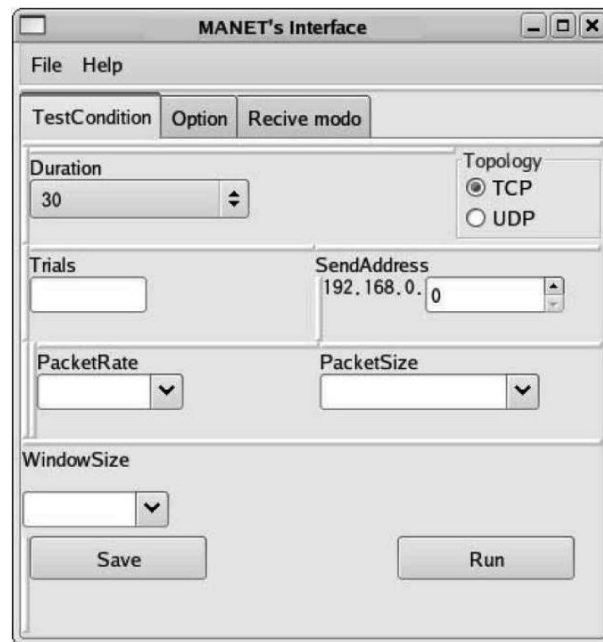 MANET's Interface
File Help
TestCondition Option Recive modo
Duration
30
Topology
TCP
UDP
Trials
SendAddress
192.168.0. 0
PacketRate
PacketSize
WindowSize
Save Run